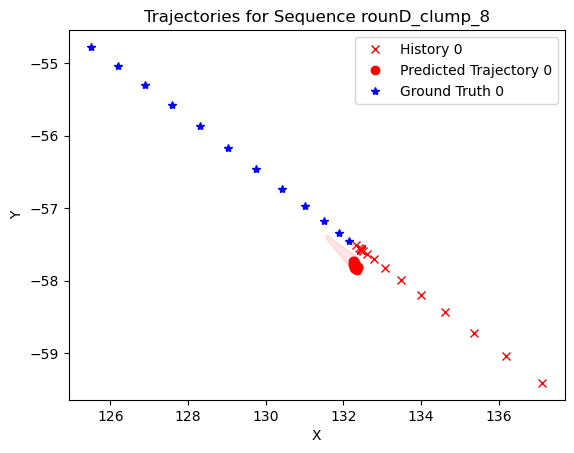 Trajectories for Sequence rounD_clump_8
History 0
Predicted Trajectory 0
Ground Truth 0
−55
−56
−57
−58
−59
Y
126
128
130
132
134
136
X